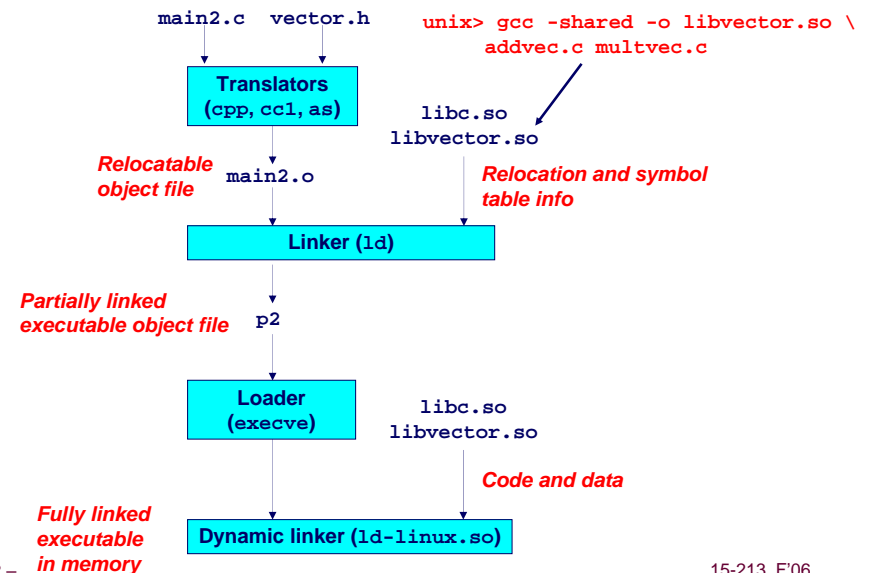 main2.c vector.h
unix> gcc -shared -o libvector.so \
addvec.c multvec.c
Translators
(cpp, cc1, as)
libc.so
libvector.so
Relocatable
object file
main2.o
Relocation and symbol
table info
Linker (ld)
Partially linked
executable object file
p2
Loader
(execve)
libc.so
libvector.so
Code and data
Fully linked
executable
in memory
Dynamic linker (ld-linux.so)
15-213, F'06